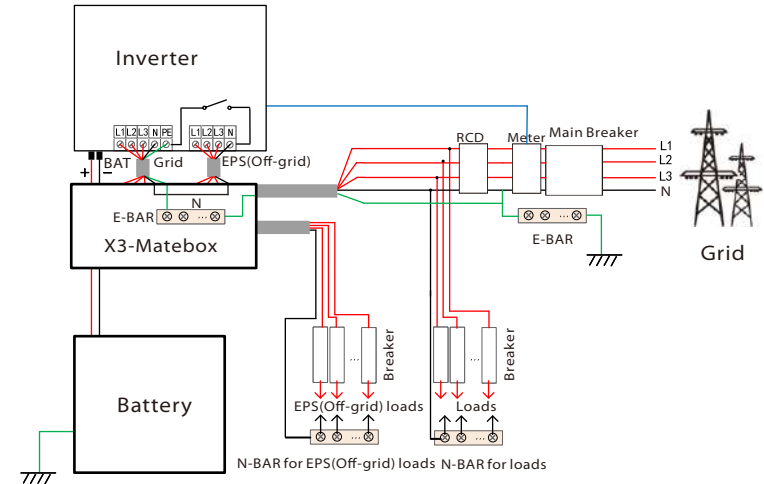 Inverter
L1 L2 L3 N PE
L1 L2 L3 N
BAT
Grid
EPS(Off-grid)
+
−
N
E-BAR
X3-Matebox
RCD
Meter
Main Breaker
L1
L2
L3
N
E-BAR
Grid
Breaker
Breaker
...
...
...
...
EPS(Off-grid) loads
Loads
...
...
N-BAR for EPS(Off-grid) loads
N-BAR for loads
Battery